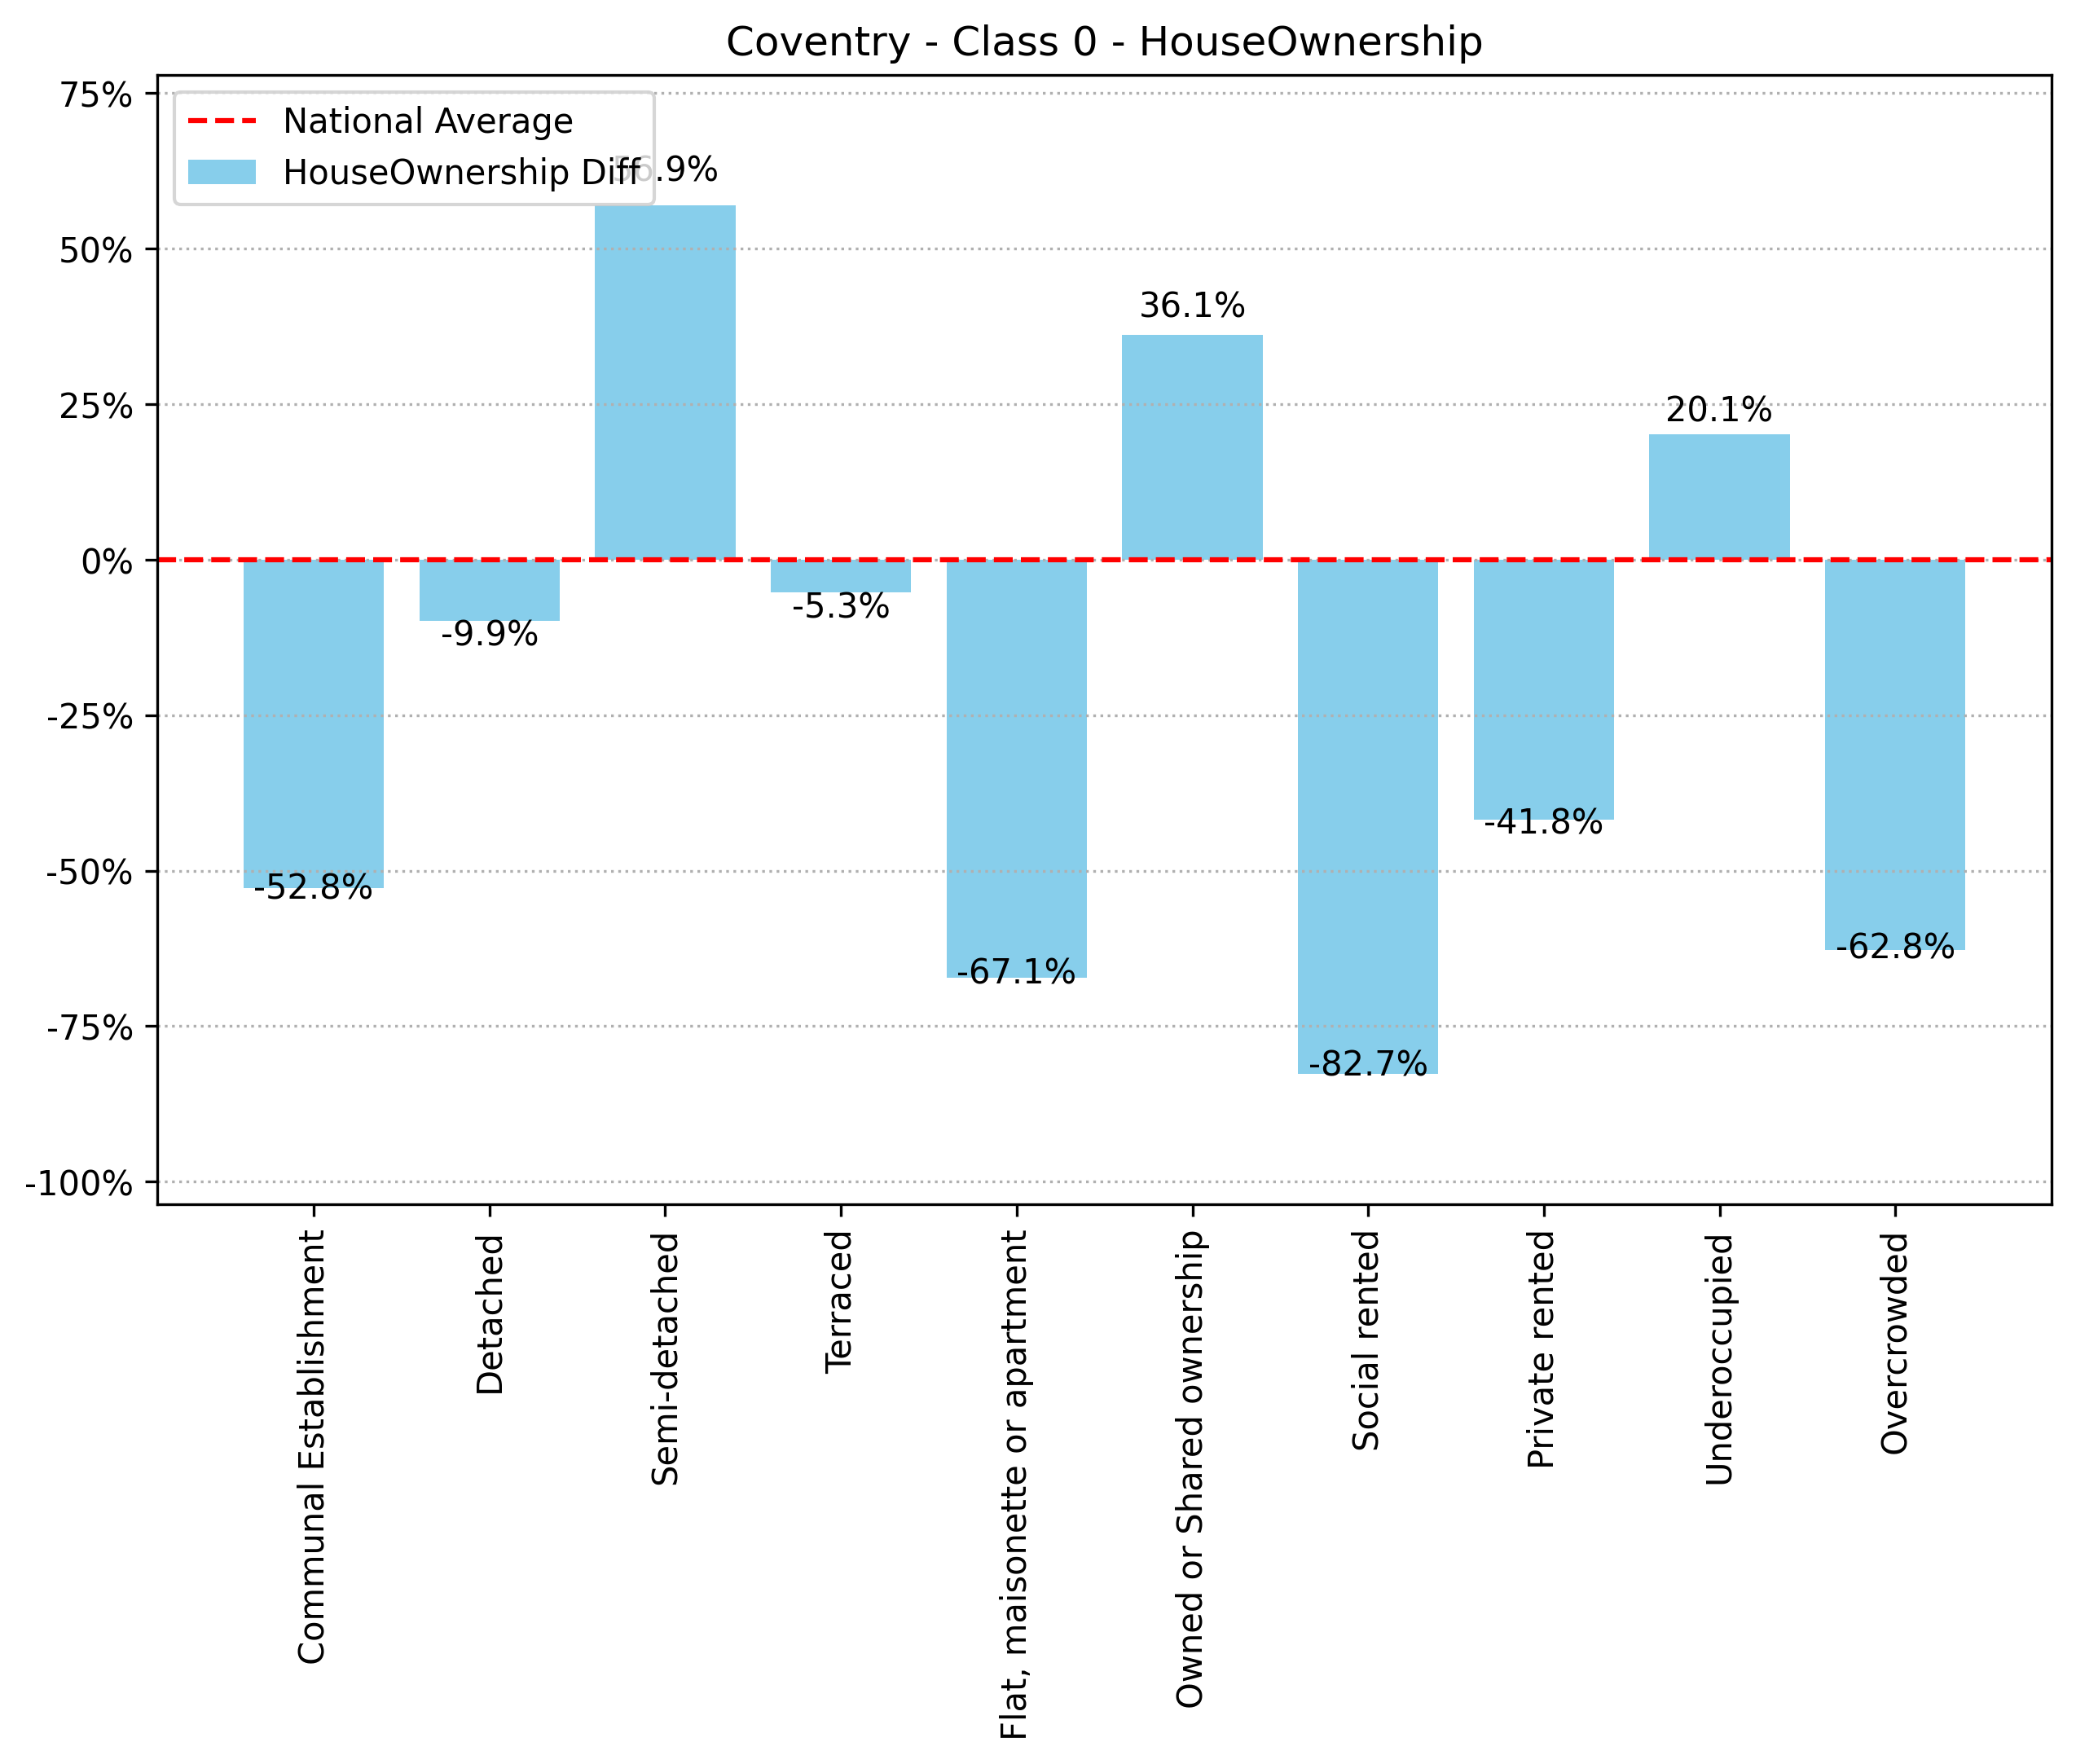 Coventry - Class 0 - HouseOwnership
75%
50%
25%
0%
-25%
-50%
-75%
-100%
National Average
HouseOwnership Diff
-52.8%
-9.9%
56.9%
-5.3%
-67.1%
36.1%
-82.7%
-41.8%
20.1%
-62.8%
Communal Establishment
Detached
Semi-detached
Terraced
Flat, maisonette or apartment
Owned or Shared ownership
Social rented
Private rented
Underoccupied
Overcrowded